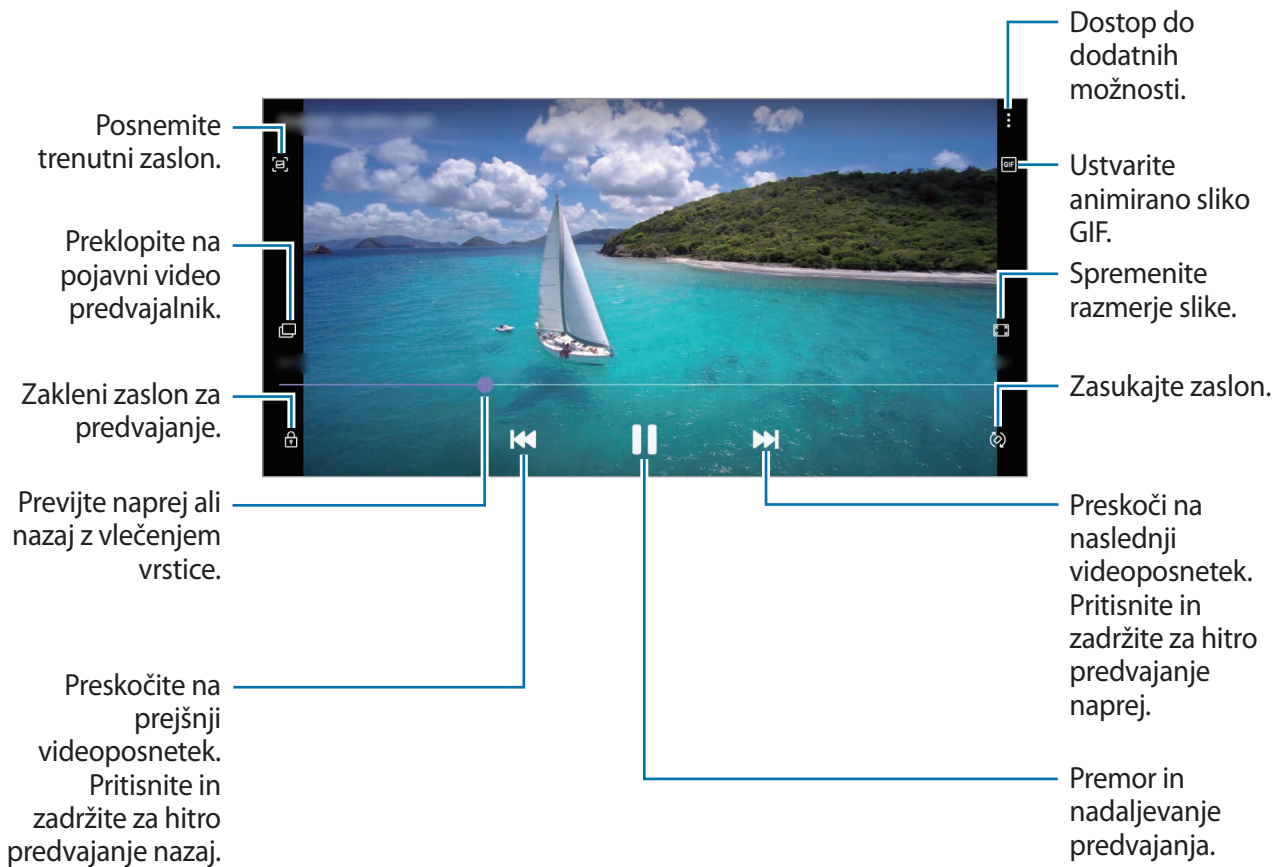 Dostop do
dodatnih
možnosti.
Posnemite
trenutni zaslon.
GIF
Ustvarite
animirano sliko
GIF.
Preklopite na
pojavni video
predvajalnik.
Spremenite
razmerje slike.
Zakleni zaslon za
predvajanje.
Zasukajte zaslon.
Previjte naprej ali
nazaj z vlečenjem
vrstice.
Preskoči na
naslednji
videoposnetek.
Pritisnite in
zadržite za hitro
predvajanje
naprej.
Preskočite na
prejšnji
videoposnetek.
Pritisnite in
zadržite za hitro
predvajanje nazaj.
Premor in
nadaljevanje
predvajanja.